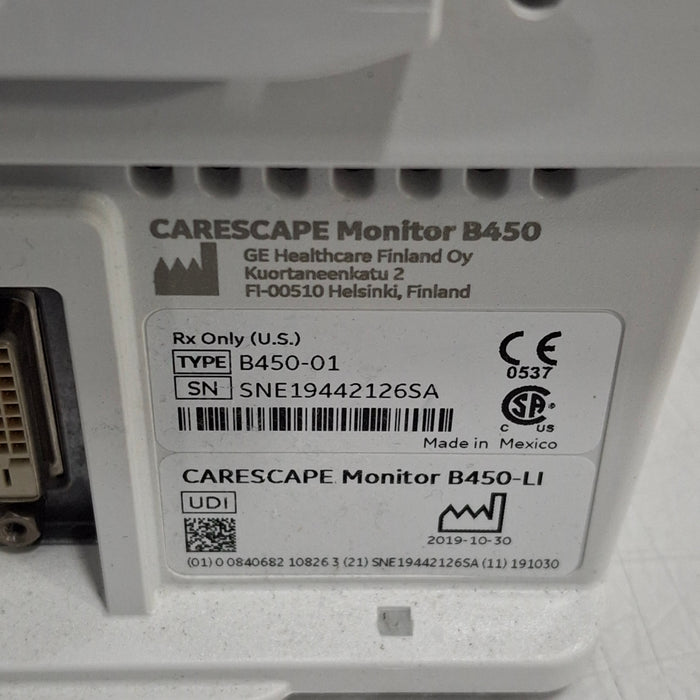 CARESCAPE Monitor B450
GE Healthcare Finland Oy
Kuortaneenkatu 2
FI-00510 Helsinki, Finland
Rx Only (U.S.)
TYPE B450-01
SN SNE19442126SA
CE
0537
SA®
C US
Made in Mexico
CARESCAPE Monitor B450-LI
UDI
2019-10-30
(01) 0 0840682 10826 3 (21) SNE19442126SA (11) 191030